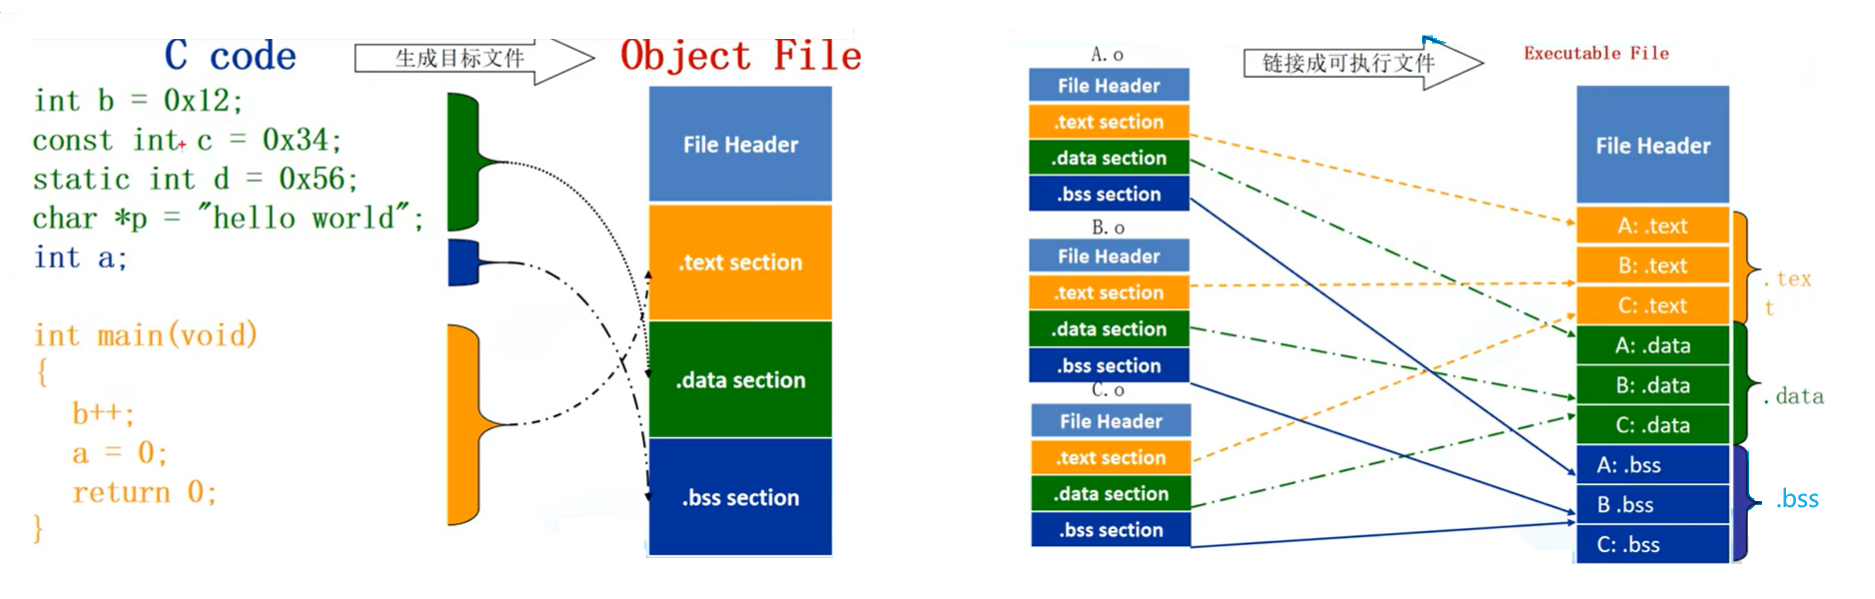 C code
生成目标文件
Object File
int b = 0x12;
const int c = 0x34;
static int d = 0x56;
char *p = "hello world";
int a;
int main(void)
{
b++;
a = 0;
return 0;
}
File Header
.text section
.data section
.bss section
A.o
链接成可执行文件
Executable File
File Header
.text section
.data section
.bss section
B.o
File Header
.text section
.data section
.bss section
C.o
File Header
.text section
.data section
.bss section
File Header
A: .text
B: .text
C: .text
A: .data
B: .data
C: .data
A: .bss
B .bss
C: .bss
.tex
t
.data
.bss